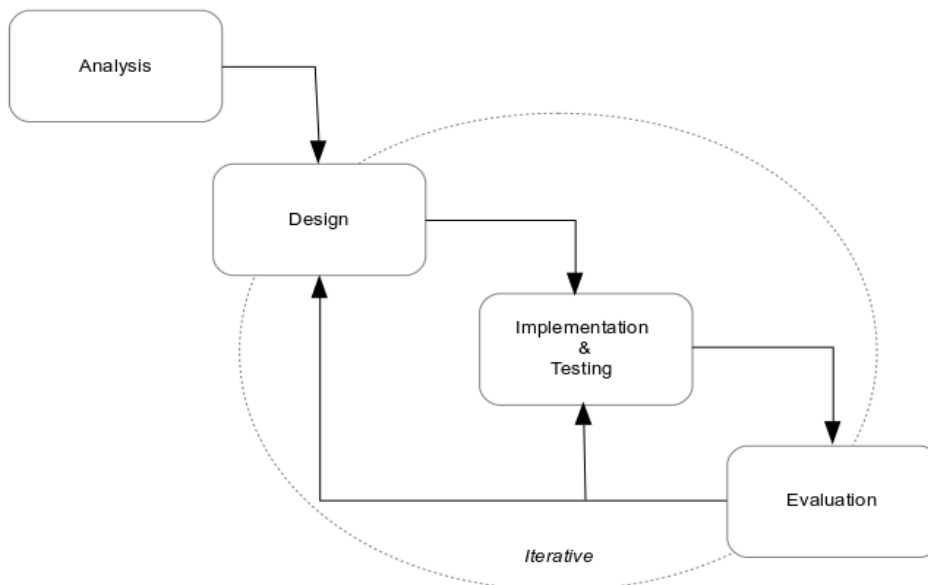 Analysis
Design
Implementation
&
Testing
Evaluation
Iterative